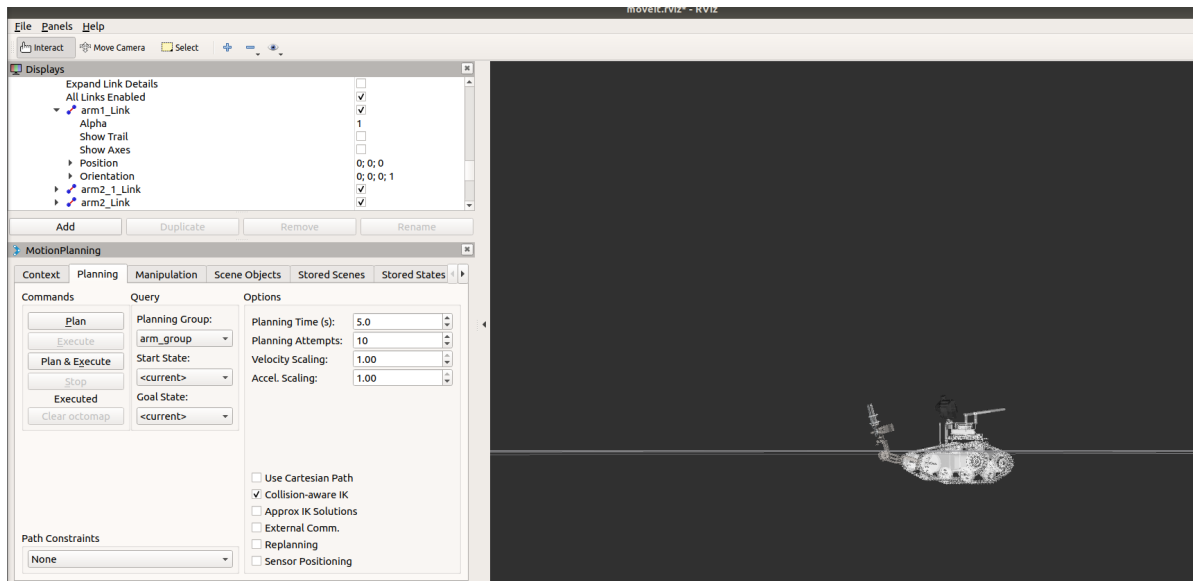 moveit.rviz* - RViz
File Panels Help
Interact Move Camera Select
Displays
Expand Link Details
All Links Enabled
arm1_Link
Alpha 1
Show Trail
Show Axes
Position 0; 0; 0
Orientation 0; 0; 0; 1
arm2_1_Link
arm2_Link
Add Duplicate Remove Rename
MotionPlanning
Context Planning Manipulation Scene Objects Stored Scenes Stored States
Commands Query Options
Plan Planning Group: Planning Time (s): 5.0
Execute arm_group Planning Attempts: 10
Plan & Execute Start State: Velocity Scaling: 1.00
Stop <current> Accel. Scaling: 1.00
Executed Goal State:
Clear octomap <current>
Use Cartesian Path
Collision-aware IK
Approx IK Solutions
External Comm.
Path Constraints Replanning
None Sensor Positioning